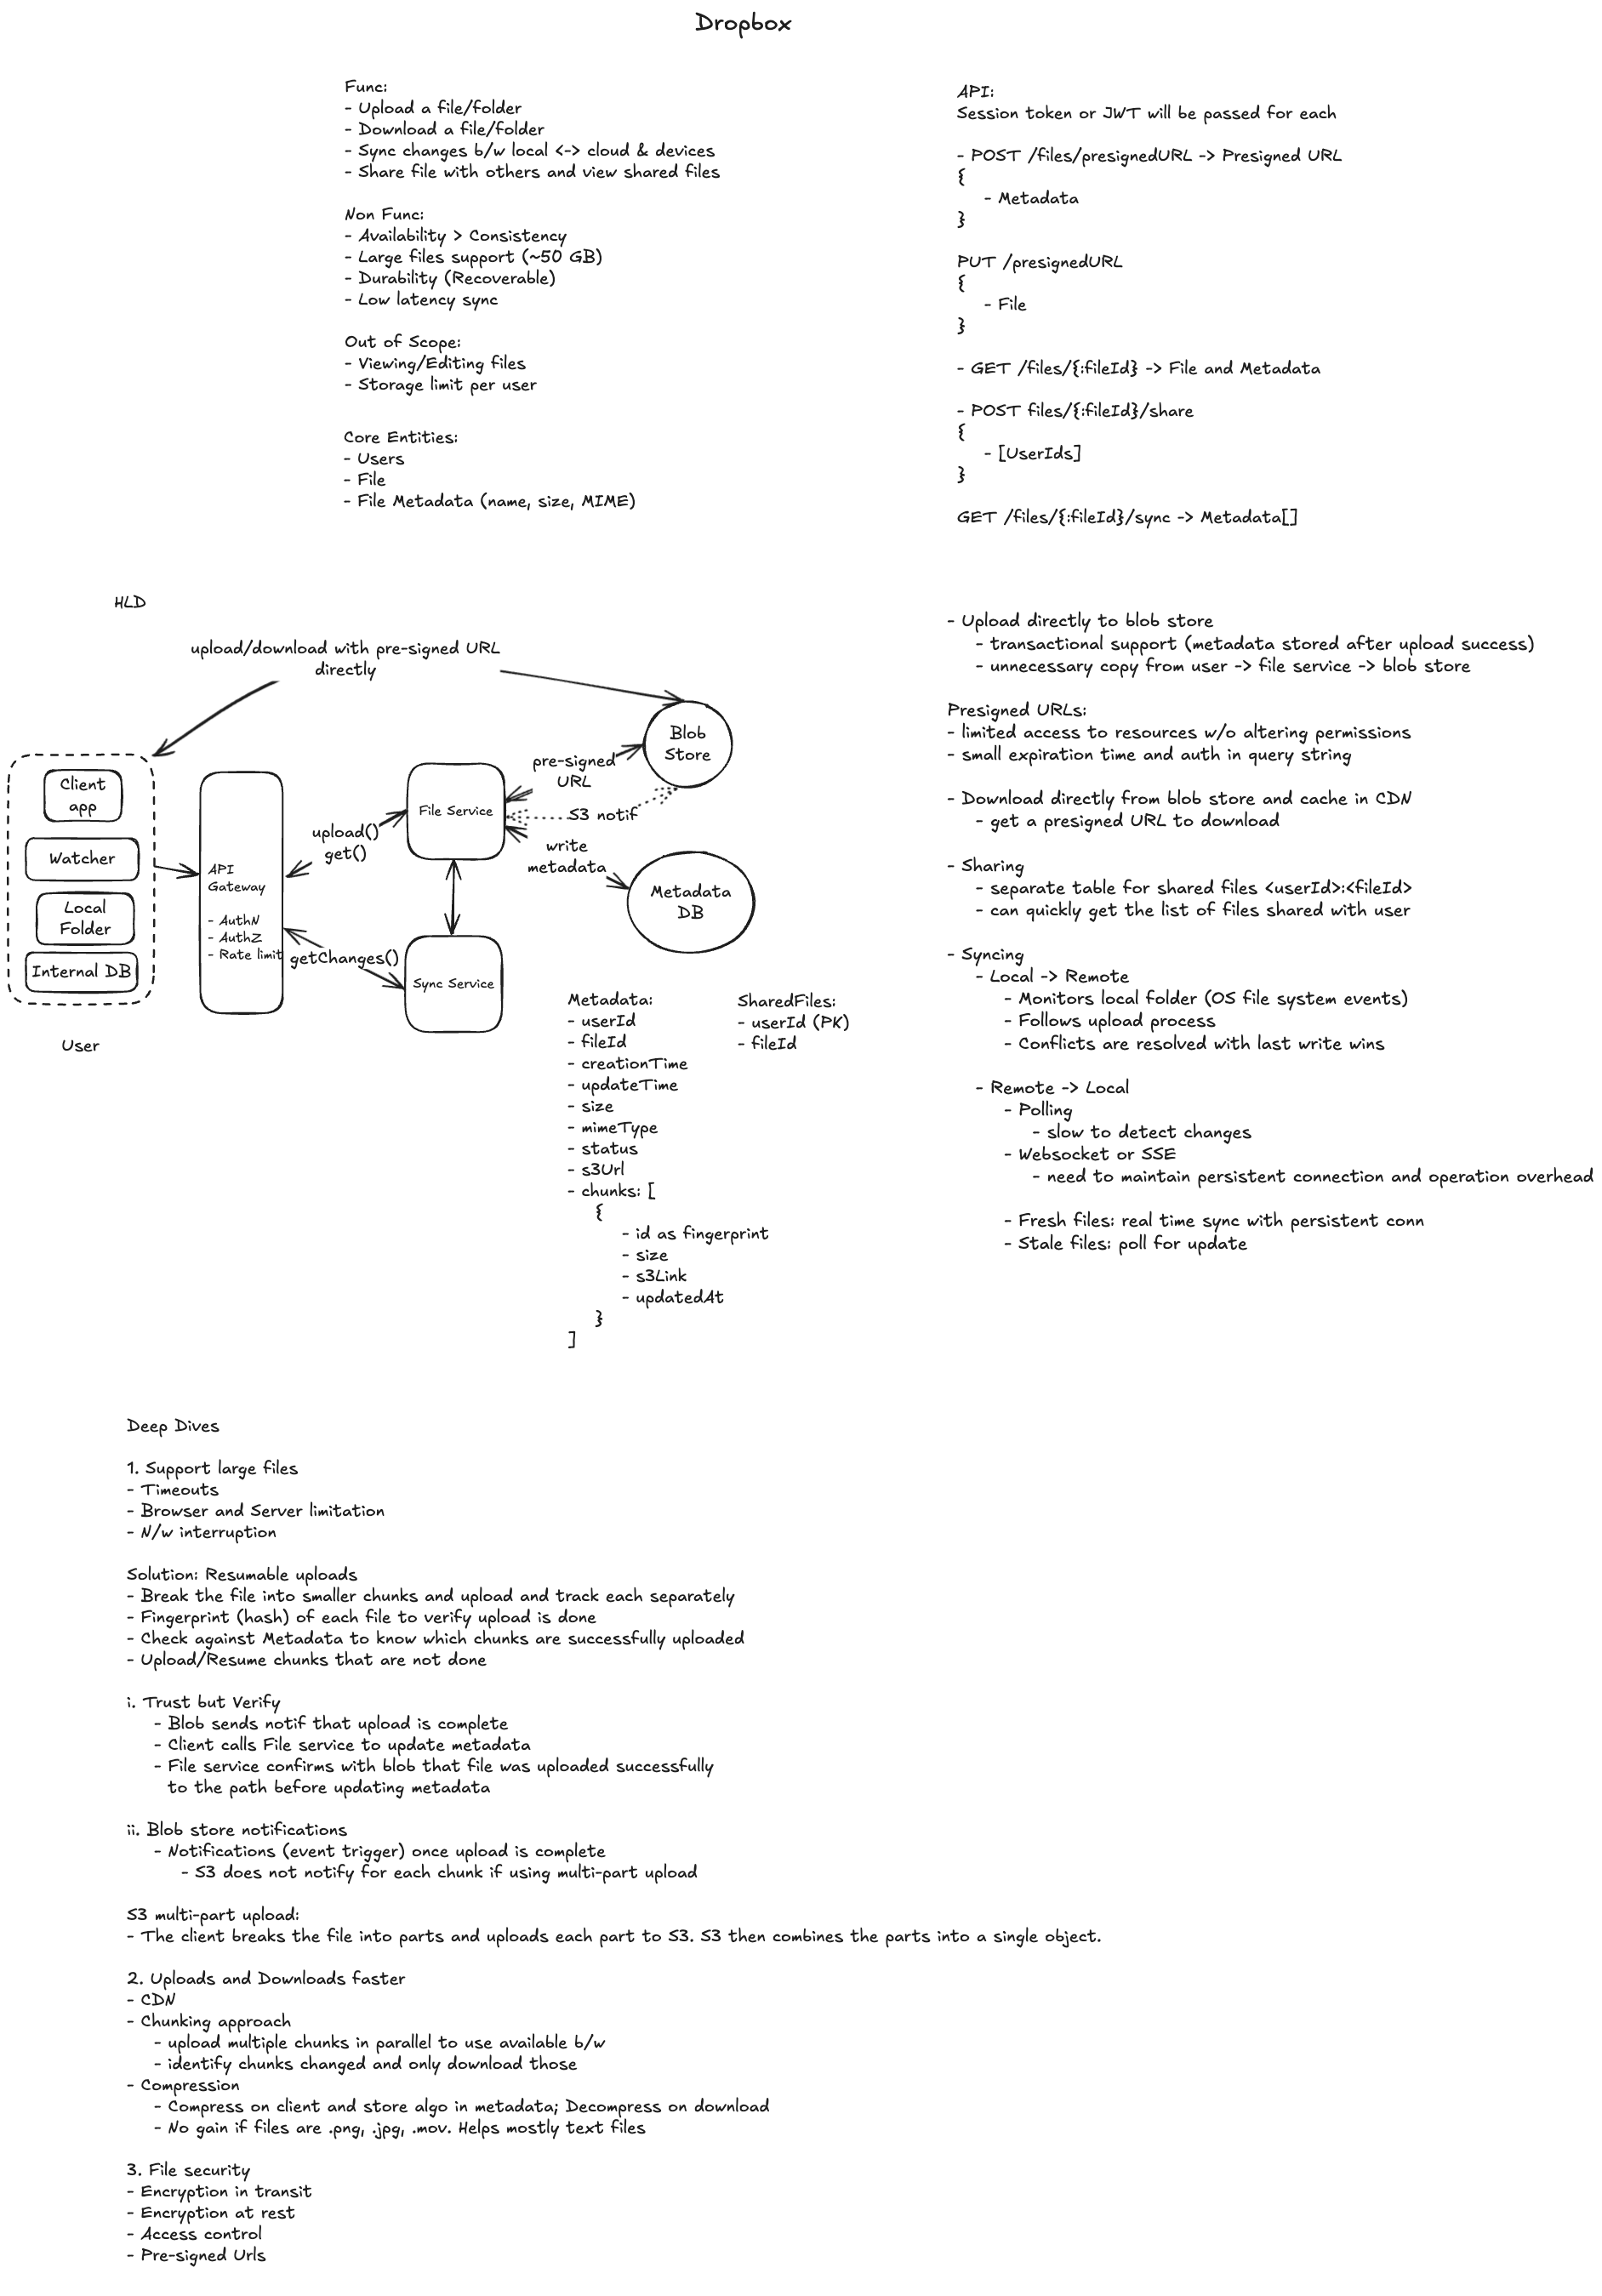 Dropbox
Func:
- Upload a file/folder
- Download a file/folder
- Sync changes b/w local <-> cloud & devices
- Share file with others and view shared files
Non Func:
- Availability > Consistency
- Large files support (~50 GB)
- Durability (Recoverable)
- Low latency sync
Out of Scope:
- Viewing/Editing files
- Storage limit per user
Core Entities:
- Users
- File
- File Metadata (name, size, MIME)
API:
Session token or JWT will be passed for each
- POST /files/presignedURL -> Presigned URL
{
- Metadata
}
PUT /presignedURL
{
- File
}
- GET /files/{:fileId} -> File and Metadata
- POST files/{:fileId}/share
{
- [UserIds]
}
GET /files/{:fileId}/sync -> Metadata[]
HLD
upload/download with pre-signed URL
directly
Client
app
Watcher
Local
Folder
Internal DB
User
API
Gateway
- AuthN
- AuthZ
- Rate limit
upload()
get()
getChanges()
File Service
Sync Service
pre-signed
URL
S3 notif
write
metadata
Blob
Store
Metadata
DB
Metadata:
- userId
- fileId
- creationTime
- updateTime
- size
- mimeType
- status
- s3Url
- chunks: [
{
- id as fingerprint
- size
- s3Link
- updatedAt
}
]
SharedFiles:
- userId (PK)
- fileId
- Upload directly to blob store
- transactional support (metadata stored after upload success)
- unnecessary copy from user -> file service -> blob store
Presigned URLs:
- limited access to resources w/o altering permissions
- small expiration time and auth in query string
- Download directly from blob store and cache in CDN
- get a presigned URL to download
- Sharing
- separate table for shared files <userId>:<fileId>
- can quickly get the list of files shared with user
- Syncing
- Local -> Remote
- Monitors local folder (OS file system events)
- Follows upload process
- Conflicts are resolved with last write wins
- Remote -> Local
- Polling
- slow to detect changes
- Websocket or SSE
- need to maintain persistent connection and operation overhead
- Fresh files: real time sync with persistent conn
- Stale files: poll for update
Deep Dives
1. Support large files
- Timeouts
- Browser and Server limitation
- N/w interruption
Solution: Resumable uploads
- Break the file into smaller chunks and upload and track each separately
- Fingerprint (hash) of each file to verify upload is done
- Check against Metadata to know which chunks are successfully uploaded
- Upload/Resume chunks that are not done
i. Trust but Verify
- Blob sends notif that upload is complete
- Client calls File service to update metadata
- File service confirms with blob that file was uploaded successfully
to the path before updating metadata
ii. Blob store notifications
- Notifications (event trigger) once upload is complete
- S3 does not notify for each chunk if using multi-part upload
S3 multi-part upload:
- The client breaks the file into parts and uploads each part to S3. S3 then combines the parts into a single object.
2. Uploads and Downloads faster
- CDN
- Chunking approach
- upload multiple chunks in parallel to use available b/w
- identify chunks changed and only download those
- Compression
- Compress on client and store algo in metadata; Decompress on download
- No gain if files are .png, .jpg, .mov. Helps mostly text files
3. File security
- Encryption in transit
- Encryption at rest
- Access control
- Pre-signed Urls